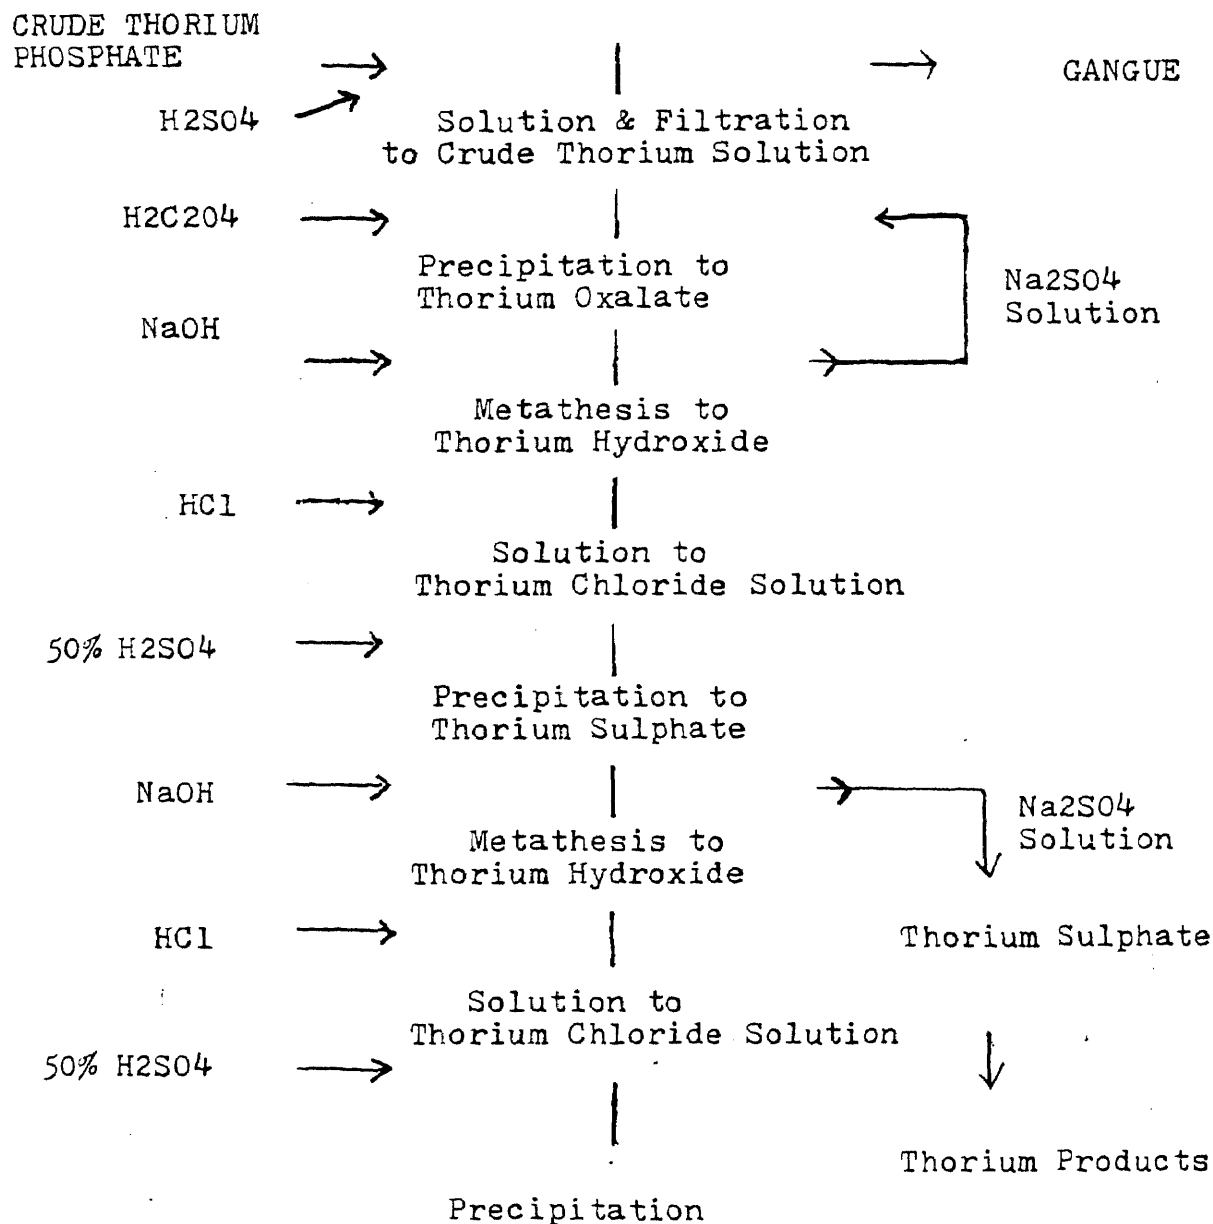 CRUDE THORIUM
PHOSPHATE
GANGUE
H2SO4
Solution & Filtration
to Crude Thorium Solution
H2C2O4
Precipitation to
Thorium Oxalate
Na2SO4
Solution
NaOH
Metathesis to
Thorium Hydroxide
HCl
Solution to
Thorium Chloride Solution
50% H2SO4
Precipitation to
Thorium Sulphate
NaOH
Na2SO4
Solution
Metathesis to
Thorium Hydroxide
HCl
Thorium Sulphate
Solution to
Thorium Chloride Solution
50% H2SO4
Thorium Products
Precipitation